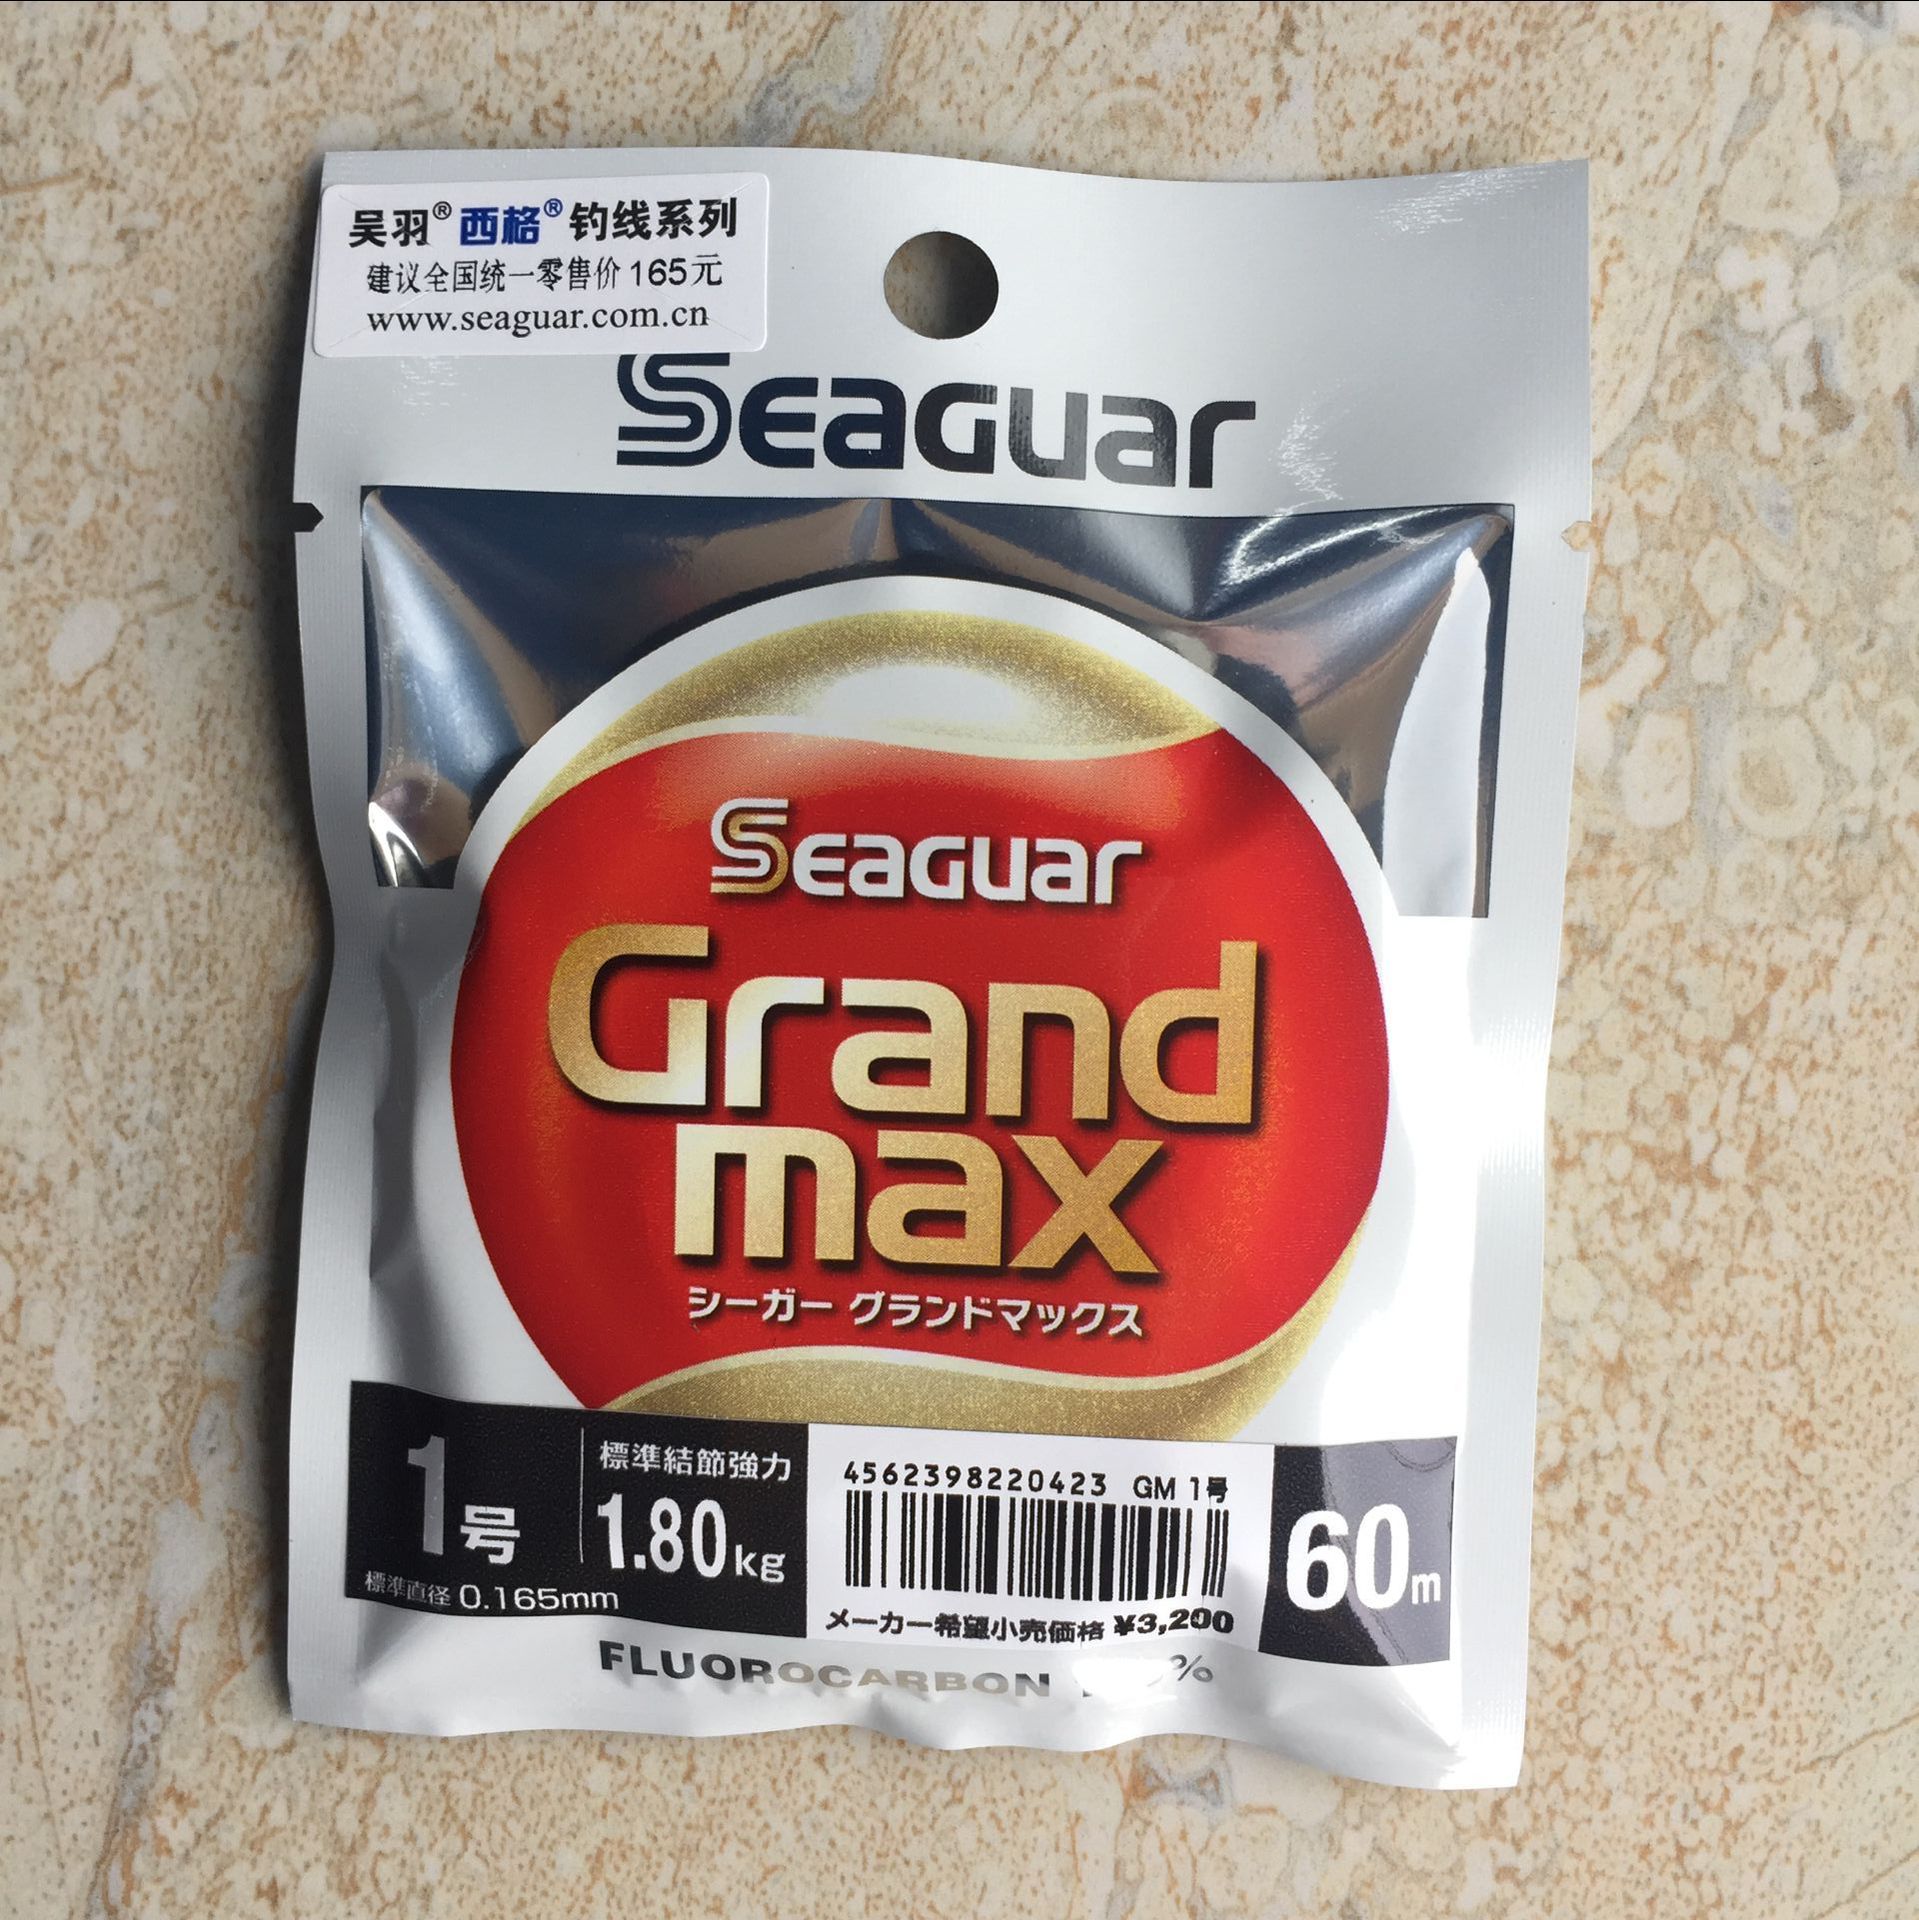 吴羽® 西格® 钓线系列
建议全国统一零售价 165元
www.seaguar.com.cn
Seaguar
Seaguar
Grand
max
シーガー グランドマックス
1号
標準結節強力
1.80kg
標準直径 0.165mm
4562398220423 GM 1号
メーカー希望小売価格 ¥3,200
60m
FLUOROCARBON